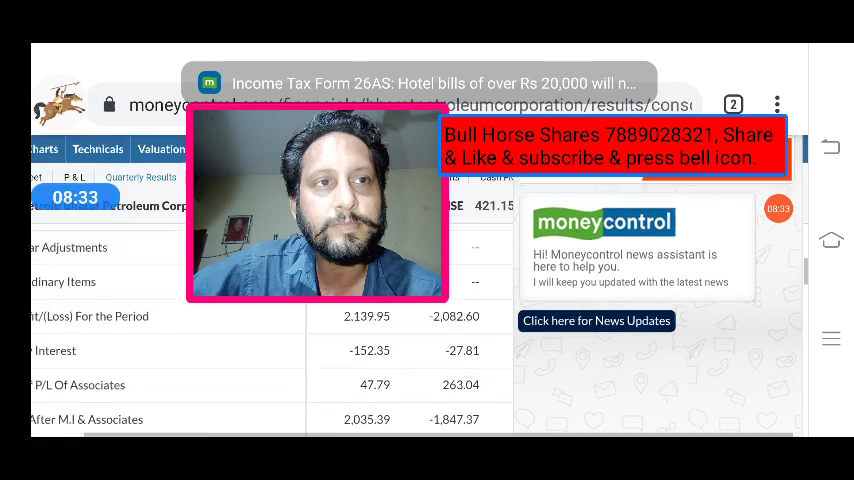 Income Tax Form 26AS: Hotel bills of over Rs 20,000 will n...
2
Bull Horse Shares 7889028321, Share
& Like & subscribe & press bell icon.
harts Technicals Valuation
eet P & L Quarterly Results
08:33
Petroleum Corp
SE 421.15
08:33
moneycontrol
Hi! Moneycontrol news assistant is
here to help you.
I will keep you updated with the latest news
Click here for News Updates
ar Adjustments --
dinary Items --
fit/(Loss) For the Period 2,139.95 -2,082.60
y Interest -152.35 -27.81
f P/L Of Associates 47.79 263.04
After M.I & Associates 2,035.39 -1,847.37